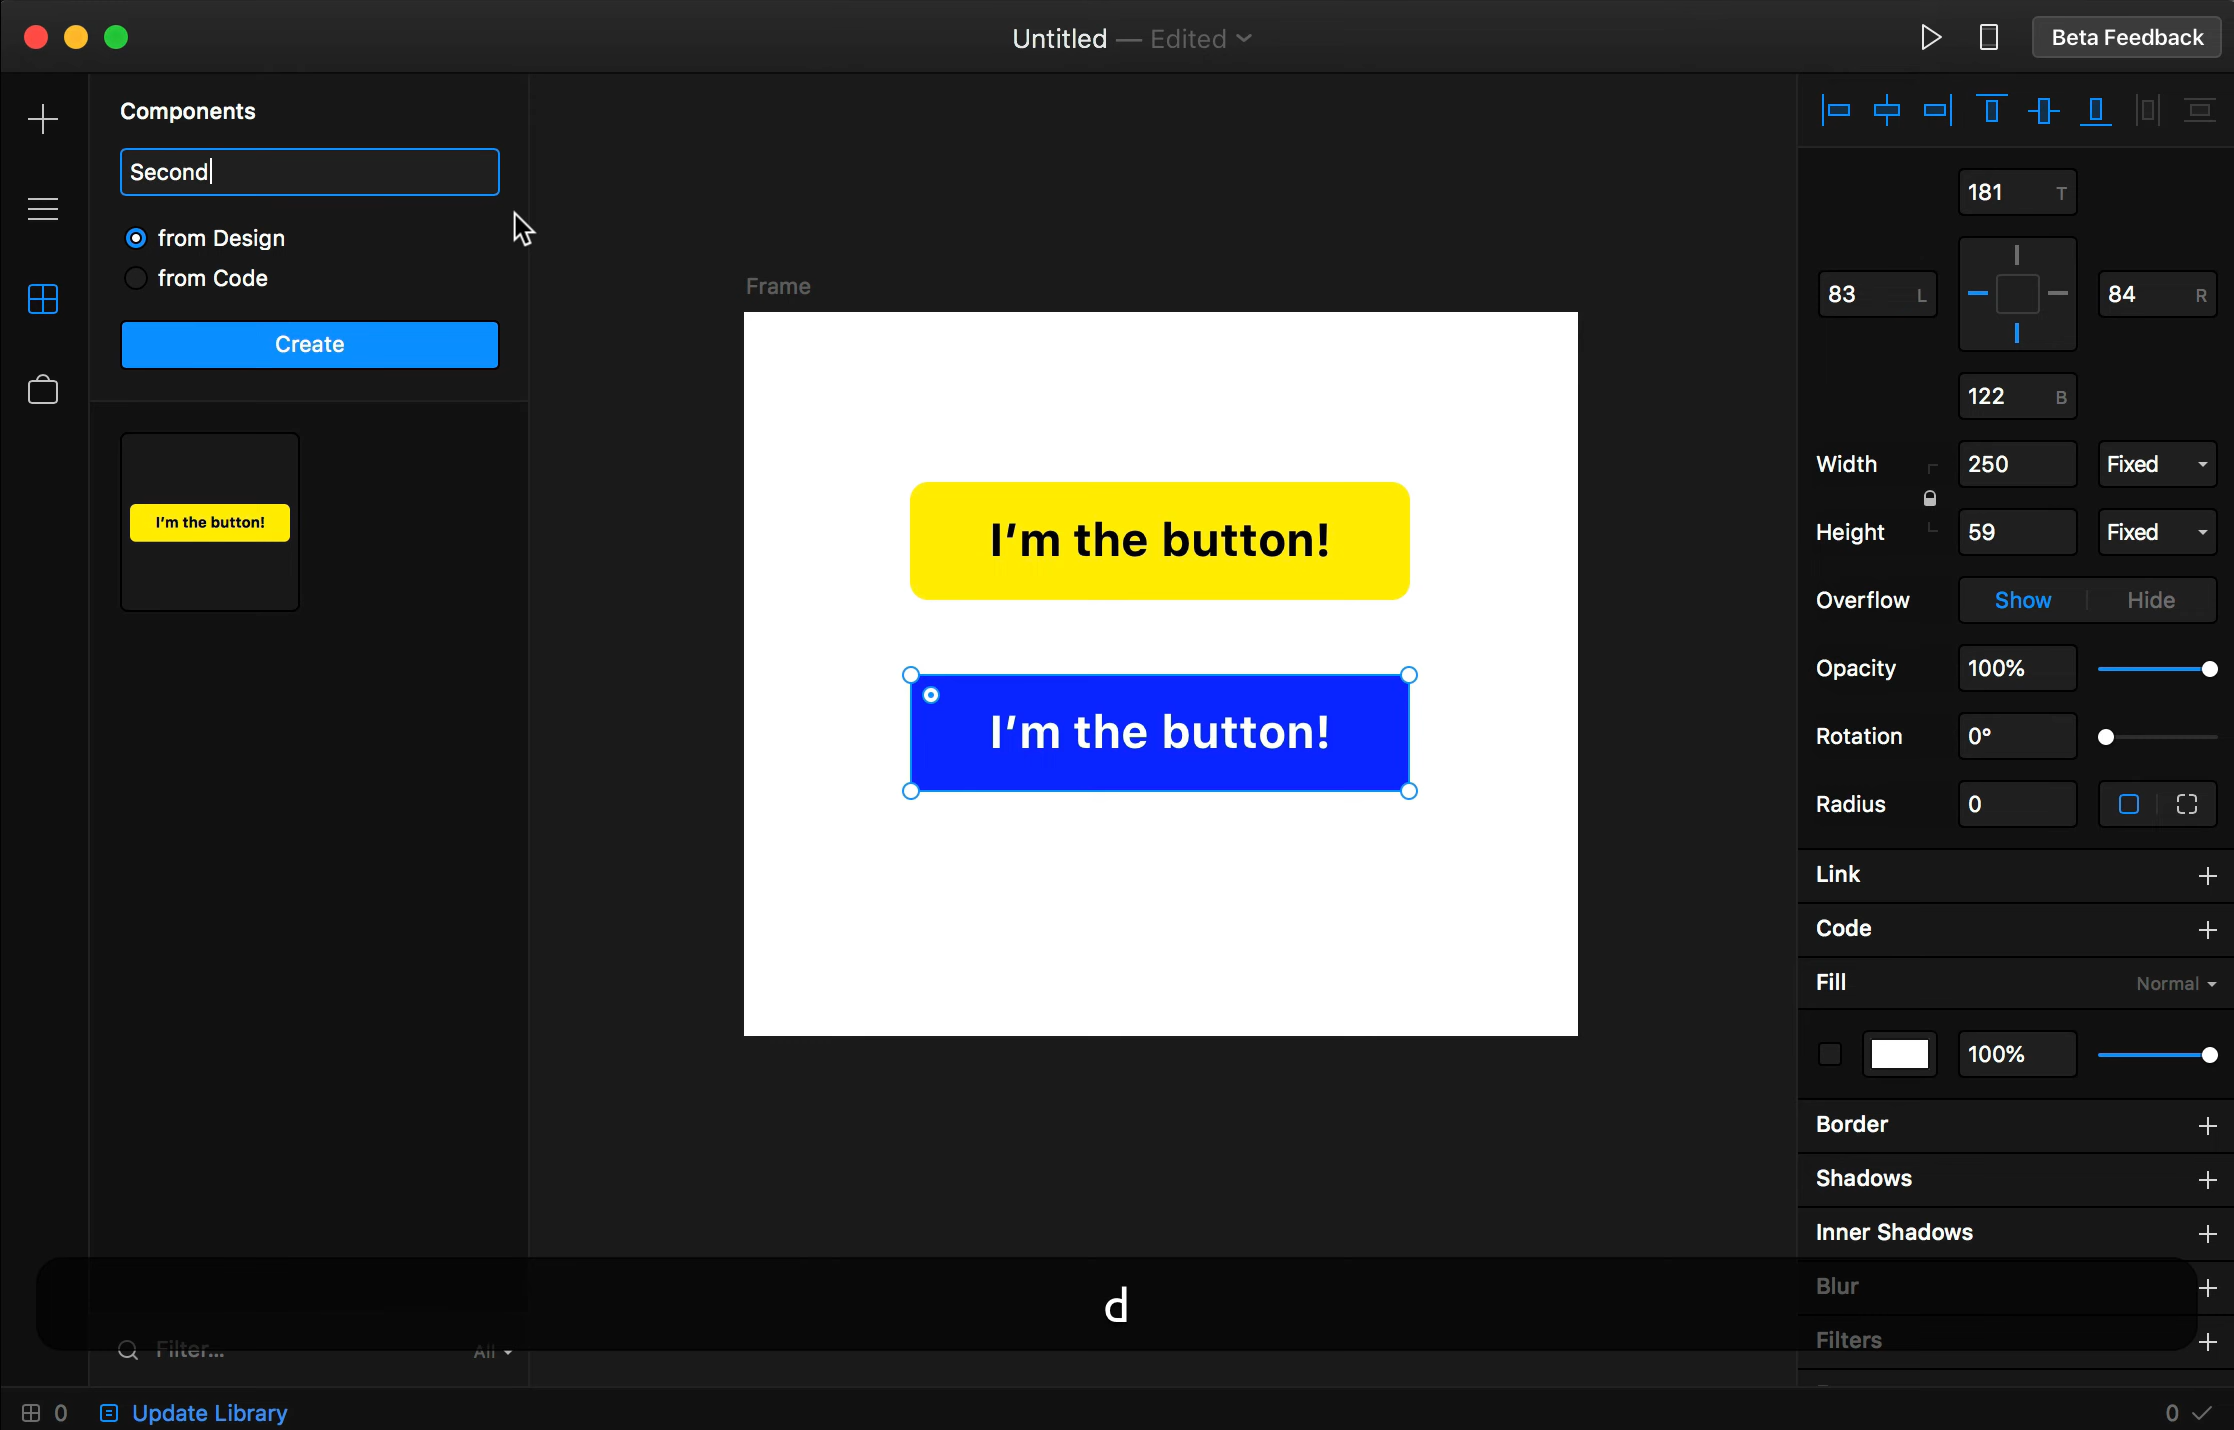 Untitled — Edited
Beta Feedback
Components
Second
from Design
from Code
Create
I'm the button!
Frame
I'm the button!
I'm the button!
181 T
83 L
84 R
122 B
Width 250 Fixed
Height 59 Fixed
Overflow Show Hide
Opacity 100%
Rotation 0°
Radius 0
Link
Code
Fill Normal
100%
Border
Shadows
Inner Shadows
Blur
Filters
d
Filter... All
0 Update Library
0